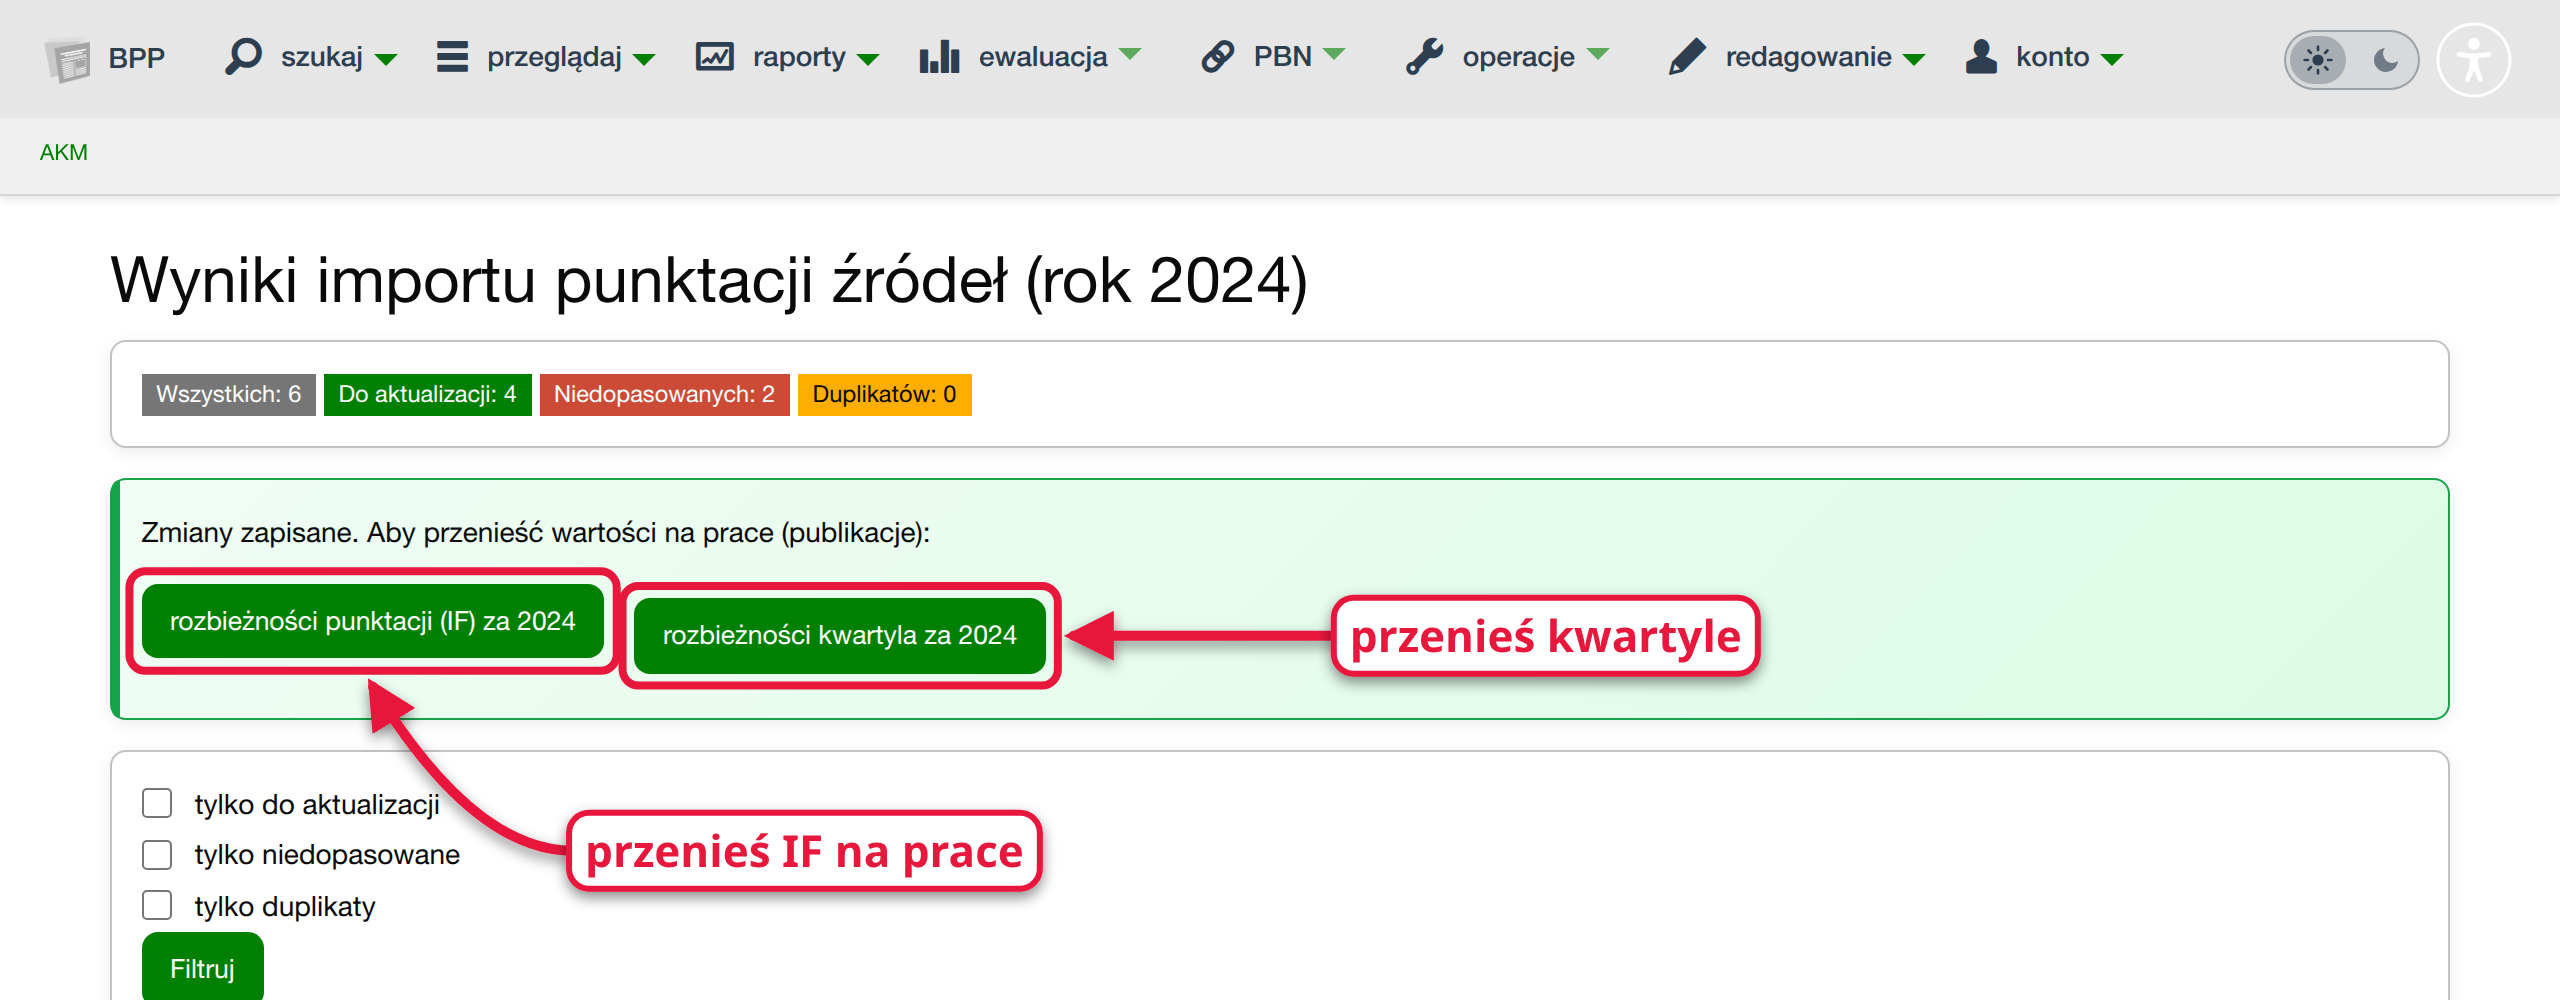 BPP szukaj przeglądaj raporty ewaluacja PBN operacje redagowanie konto
AKM
Wyniki importu punktacji źródeł (rok 2024)
Wszystkich: 6 Do aktualizacji: 4 Niedopasowanych: 2 Duplikatów: 0
Zmiany zapisane. Aby przenieść wartości na prace (publikacje):
rozbieżności punktacji (IF) za 2024
rozbieżności kwartyla za 2024
przenieś kwartyle
tylko do aktualizacji
przenieś IF na prace
tylko niedopasowane
tylko duplikaty
Filtruj